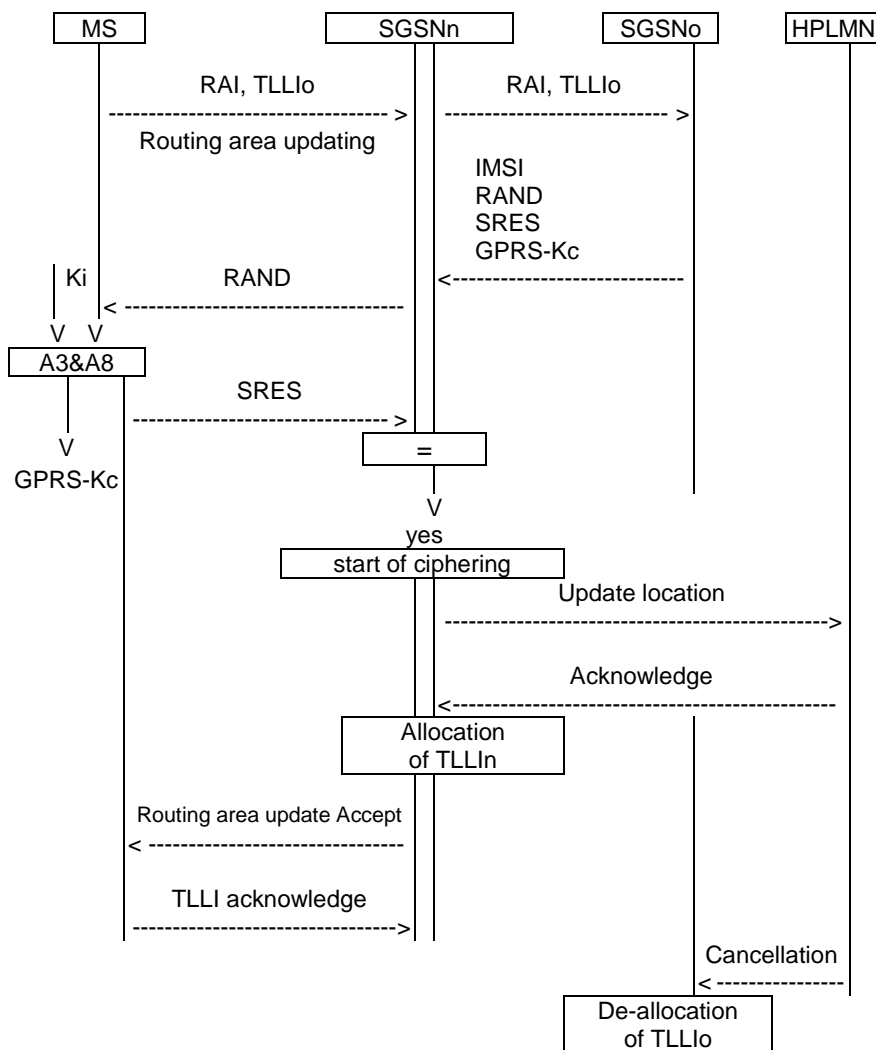 MS SGSNn SGSNo HPLMN
RAI, TLLIo RAI, TLLIo
-----------------------------> ------------------------>
Routing area updating
IMSI
RAND
SRES
GPRS-Kc
Ki RAND
<----------------------------- <--------------------------
V V
A3&A8
SRES
----------------------------->
V =
GPRS-Kc
V
yes
start of ciphering
Update location
------------------------------------------>
Acknowledge
<------------------------------------------
Allocation
of TLLIn
Routing area update Accept
< -----------------------------
TLLI acknowledge
----------------------------->
Cancellation
< --------------
De-allocation
of TLLIo